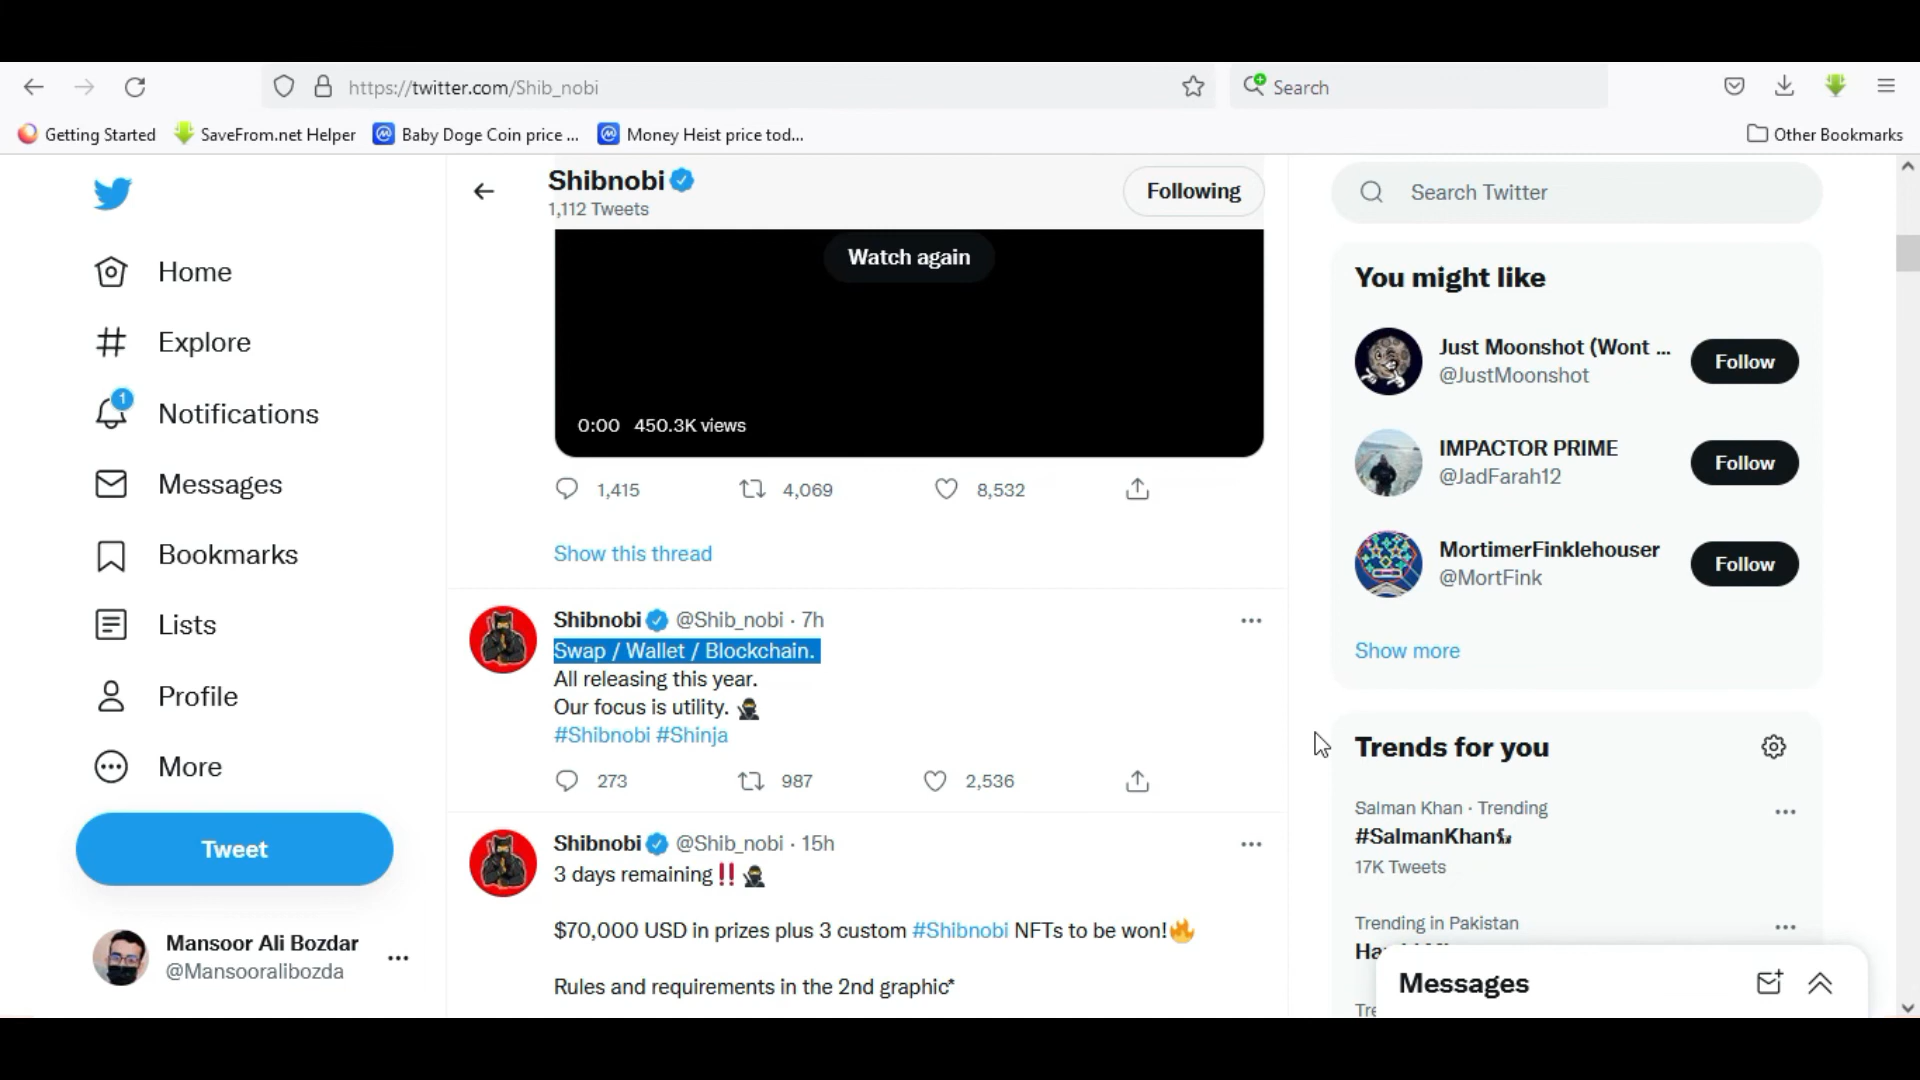 https://twitter.com/Shib_nobi
Search
Getting Started
SaveFrom.net Helper
Baby Doge Coin price ...
Money Heist price tod...
Other Bookmarks
Home
Explore
1
Notifications
Messages
Bookmarks
Lists
Profile
More
Tweet
Mansoor Ali Bozdar
@Mansooralibozda
Shibnobi
1,112 Tweets
Following
Watch again
0:00 450.3K views
1,415 4,069 8,532
Show this thread
Shibnobi @Shib_nobi · 7h
Swap / Wallet / Blockchain.
All releasing this year.
Our focus is utility. 🥷
#Shibnobi #Shinja
273 987 2,536
Shibnobi @Shib_nobi · 15h
3 days remaining‼️🥷
$70,000 USD in prizes plus 3 custom #Shibnobi NFTs to be won!🔥
Rules and requirements in the 2nd graphic*
Search Twitter
You might like
Just Moonshot (Wont ...
@JustMoonshot
Follow
IMPACTOR PRIME
@JadFarah12
Follow
MortimerFinklehouser
@MortFink
Follow
Show more
Trends for you
Salman Khan · Trending
#SalmanKhan
17K Tweets
Trending in Pakistan
Messages